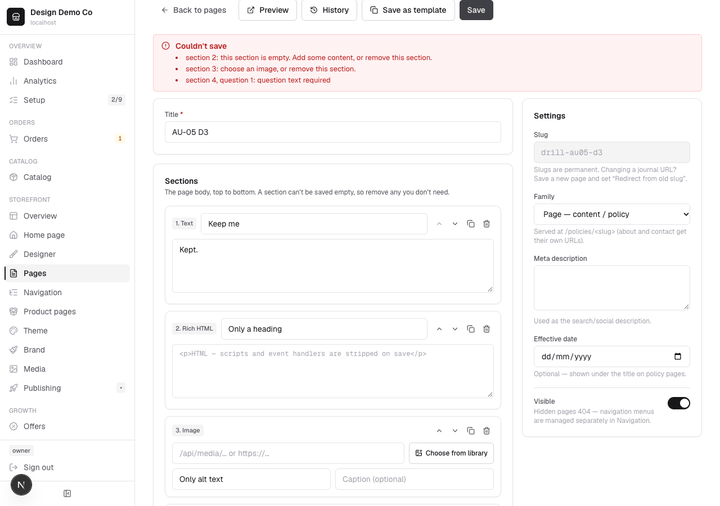 Design Demo Co
localhost
OVERVIEW
Dashboard
Analytics
Setup 2/9
ORDERS
Orders 1
CATALOG
Catalog
STOREFRONT
Overview
Home page
Designer
Pages
Navigation
Product pages
Theme
Brand
Media
Publishing
GROWTH
Offers
owner
Sign out
N
Back to pages
Preview
History
Save as template
Save
Couldn't save
section 2: this section is empty. Add some content, or remove this section.
section 3: choose an image, or remove this section.
section 4, question 1: question text required
Title *
AU-05 D3
Sections
The page body, top to bottom. A section can't be saved empty, so remove any you don't need.
1. Text
Keep me
Kept.
2. Rich HTML
Only a heading
<p>HTML — scripts and event handlers are stripped on save</p>
3. Image
/api/media/… or https://…
Choose from library
Only alt text
Caption (optional)
Settings
Slug
drill-au05-d3
Slugs are permanent. Changing a journal URL?
Save a new page and set "Redirect from old slug".
Family
Page — content / policy
Served at /policies/<slug> (about and contact get
their own URLs).
Meta description
Used as the search/social description.
Effective date
dd/mm/yyyy
Optional — shown under the title on policy pages.
Visible
Hidden pages 404 — navigation menus
are managed separately in Navigation.